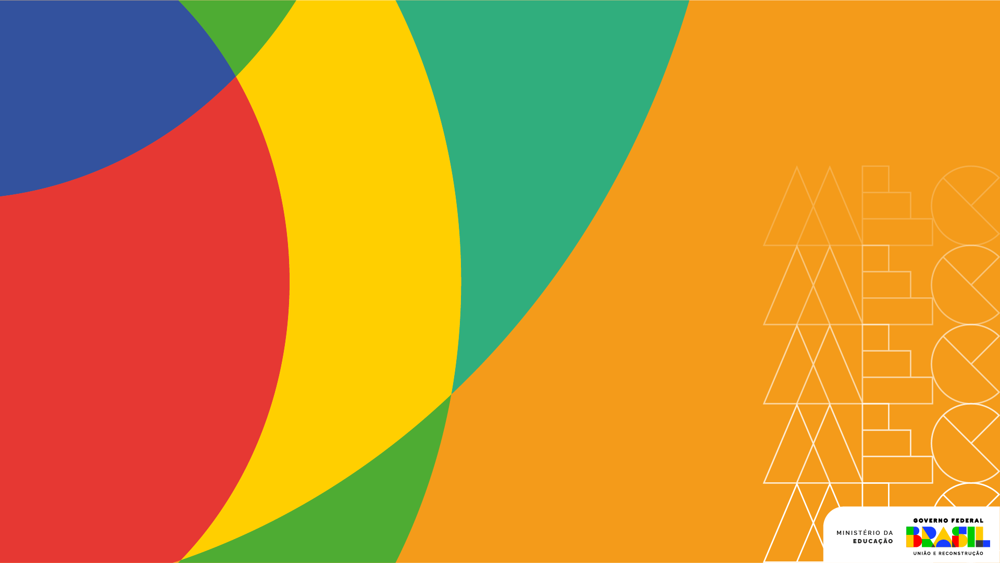 MINISTÉRIO DA
EDUCAÇÃO
GOVERNO FEDERAL
BRASIL
UNIÃO E RECONSTRUÇÃO